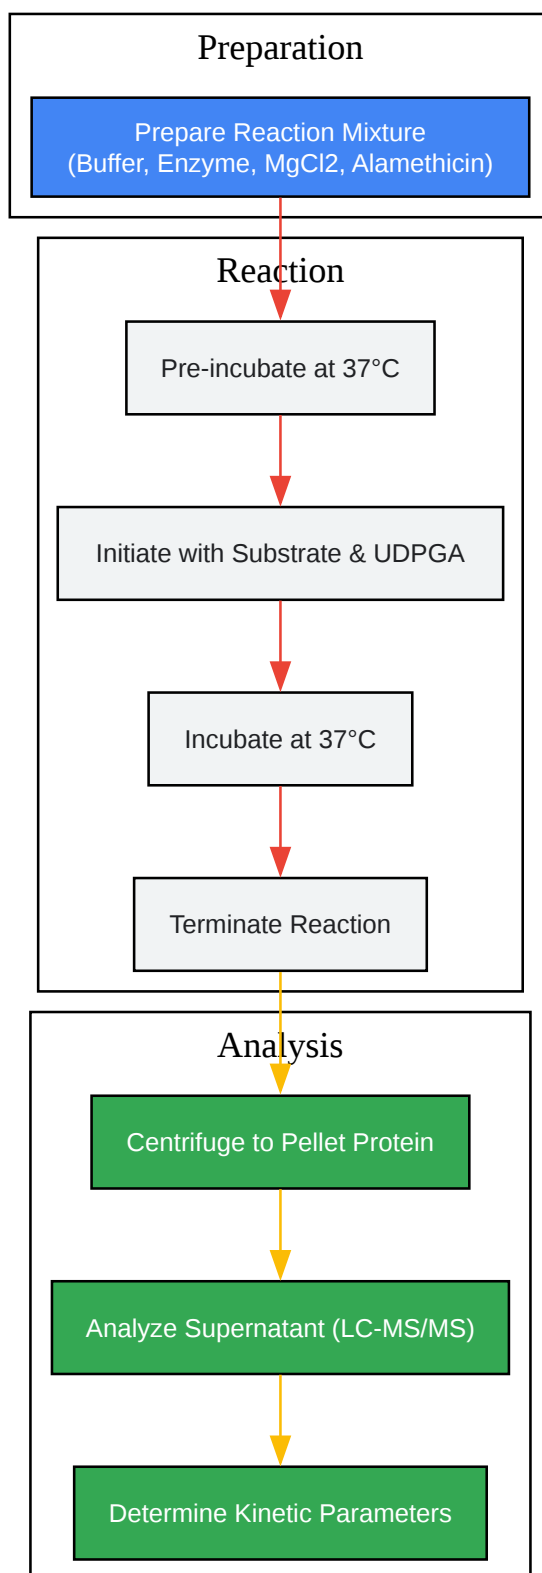 Preparation
Prepare Reaction Mixture
(Buffer, Enzyme, MgCl2, Alamethicin)
Reaction
Pre-incubate at 37°C
Initiate with Substrate & UDPGA
Incubate at 37°C
Terminate Reaction
Analysis
Centrifuge to Pellet Protein
Analyze Supernatant (LC-MS/MS)
Determine Kinetic Parameters